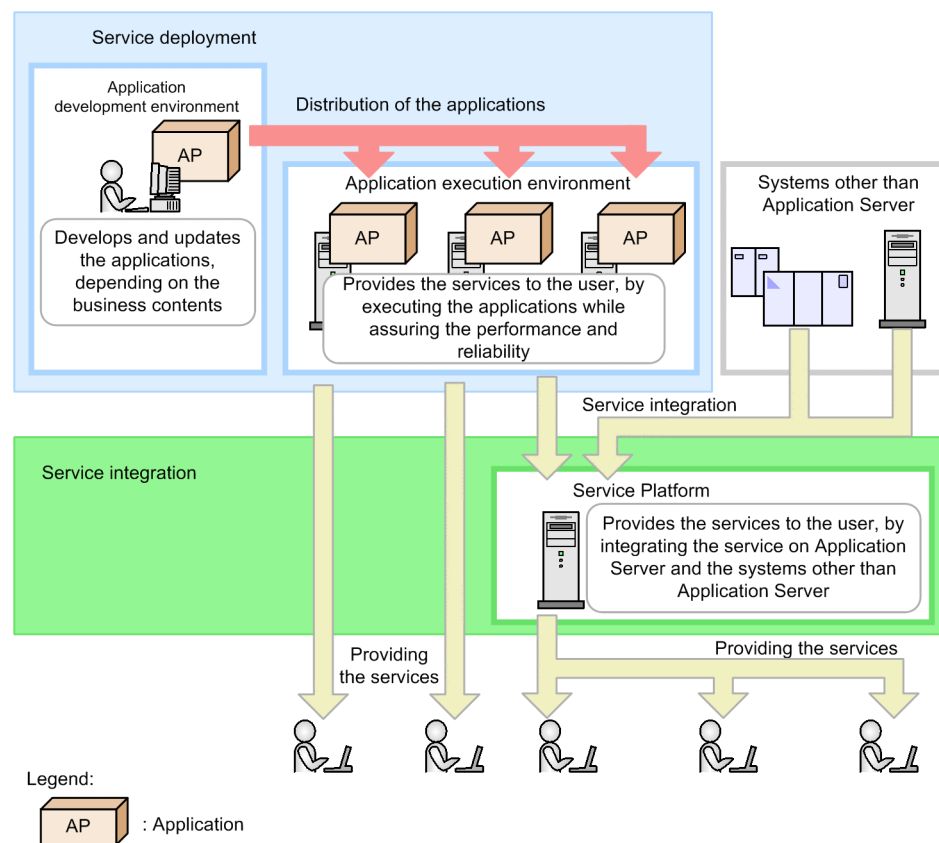 Service deployment
Application
development environment
Distribution of the applications
AP
Develops and updates
the applications,
depending on the
business contents
Application execution environment
AP
AP
AP
Provides the services to the user, by
executing the applications while
assuring the performance and
reliability
Systems other than
Application Server
Service integration
Service integration
Service Platform
Provides the services to the user, by
integrating the service on Application
Server and the systems other than
Application Server
Providing
the services
Providing the services
Legend:
AP
: Application